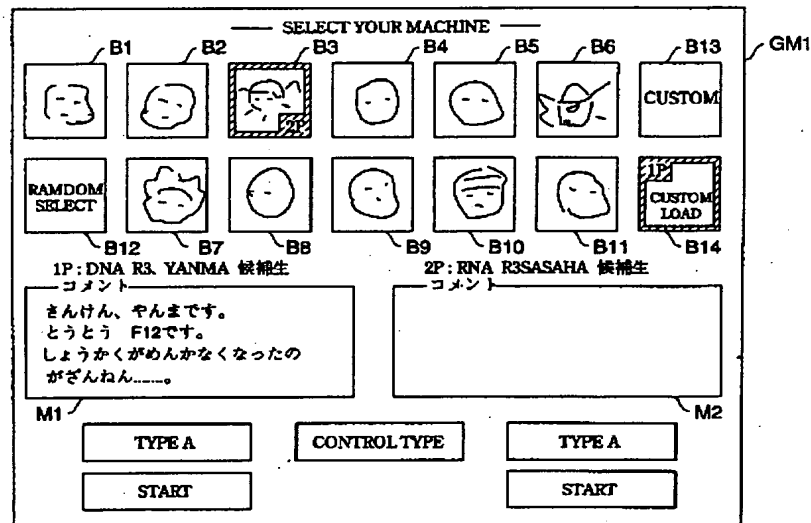 SELECT YOUR MACHINE
B1 B2 B3 B4 B5 B6 B13 GM1
2P CUSTOM
RAMDOM SELECT
1P CUSTOM LOAD
B12 B7 B8 B9 B10 B11 B14
1P:DNA R3、YANMA 候補生 2P:RNA R3SASAHA 候補生
コメント コメント
さんけん、やんまです。
とうとう F12です。
しょうかくがめんかなくなったの
がざんねん……。
M1 M2
TYPE A CONTROL TYPE TYPE A
START START